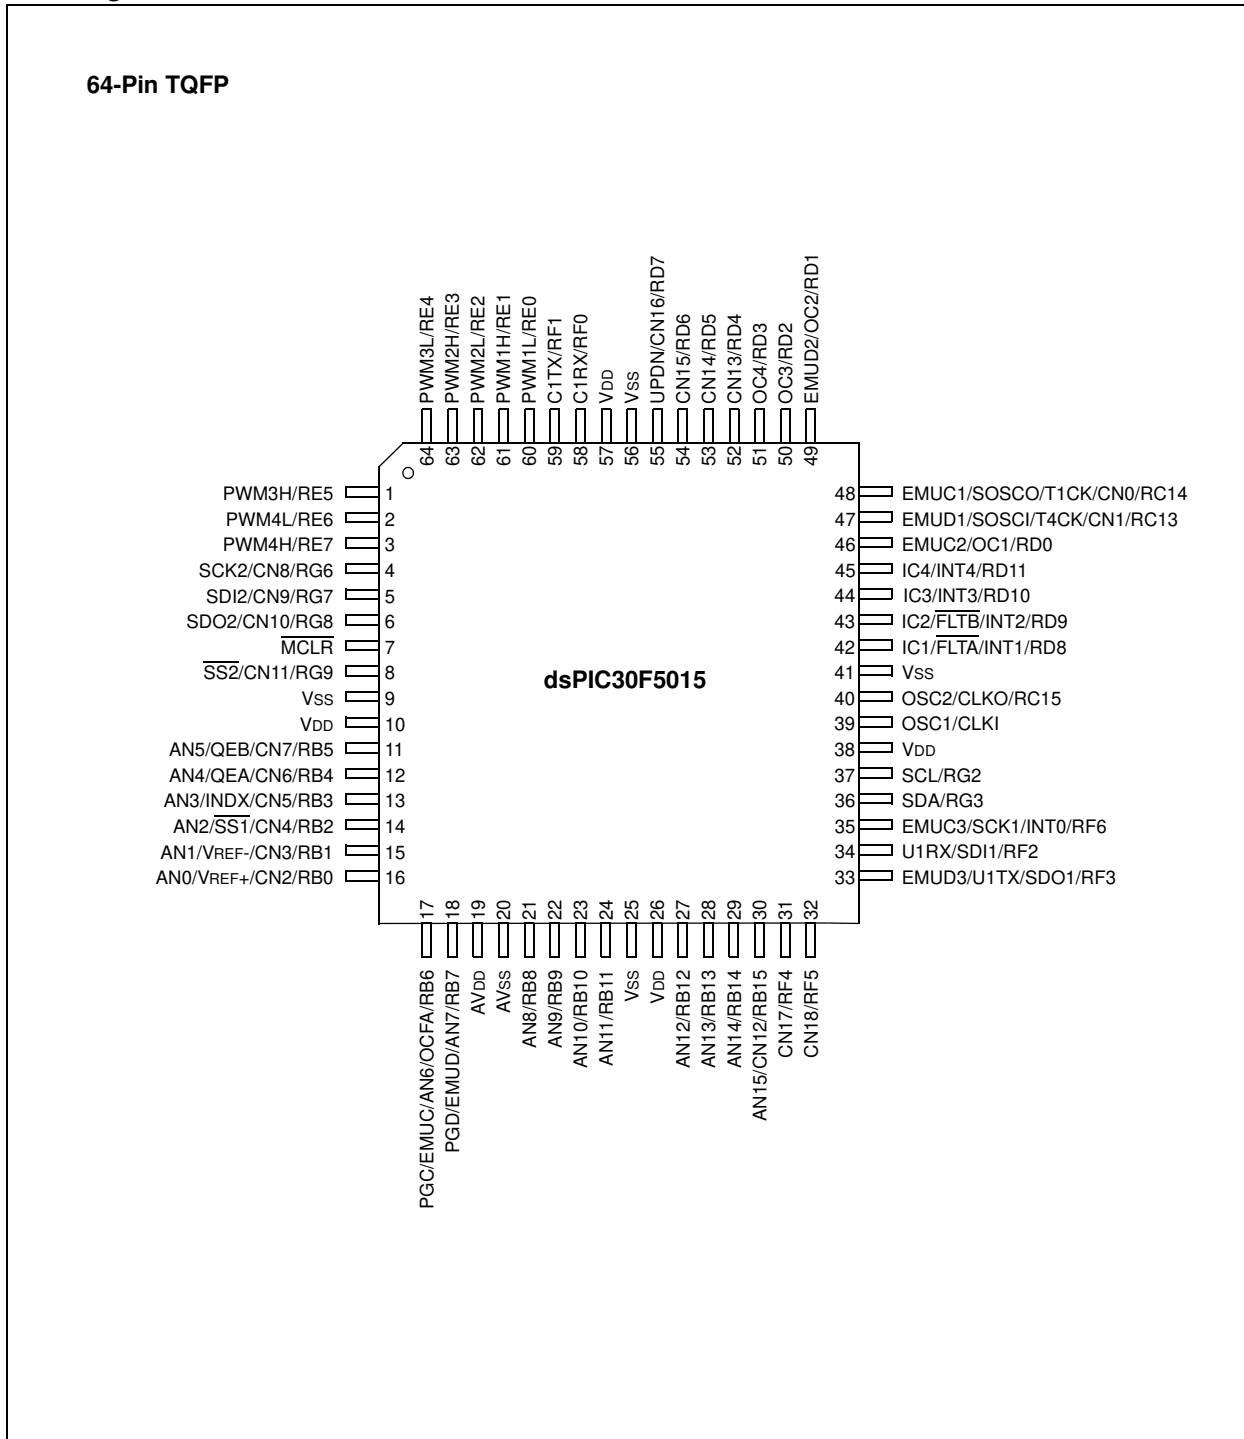 64-Pin TQFP
PWM3L/RE4
PWM2H/RE3
PWM2L/RE2
PWM1H/RE1
PWM1L/RE0
C1TX/RF1
C1RX/RF0
VDD
VSS
UPDN/CN16/RD7
CN15/RD6
CN14/RD5
CN13/RD4
OC4/RD3
OC3/RD2
EMUD2/OC2/RD1
64 63 62 61 60 59 58 57 56 55 54 53 52 51 50 49
PWM3H/RE5 1
PWM4L/RE6 2
PWM4H/RE7 3
SCK2/CN8/RG6 4
SDI2/CN9/RG7 5
SDO2/CN10/RG8 6
MCLR 7
SS2/CN11/RG9 8
VSS 9
VDD 10
AN5/QEB/CN7/RB5 11
AN4/QEA/CN6/RB4 12
AN3/INDX/CN5/RB3 13
AN2/SS1/CN4/RB2 14
AN1/VREF-/CN3/RB1 15
AN0/VREF+/CN2/RB0 16
dsPIC30F5015
48 EMUC1/SOSCO/T1CK/CN0/RC14
47 EMUD1/SOSCI/T4CK/CN1/RC13
46 EMUC2/OC1/RD0
45 IC4/INT4/RD11
44 IC3/INT3/RD10
43 IC2/FLTB/INT2/RD9
42 IC1/FLTA/INT1/RD8
41 VSS
40 OSC2/CLKO/RC15
39 OSC1/CLKI
38 VDD
37 SCL/RG2
36 SDA/RG3
35 EMUC3/SCK1/INT0/RF6
34 U1RX/SDI1/RF2
33 EMUD3/U1TX/SDO1/RF3
17 18 19 20 21 22 23 24 25 26 27 28 29 30 31 32
PGC/EMUC/AN6/OCFA/RB6
PGD/EMUD/AN7/RB7
AVDD
AVSS
AN8/RB8
AN9/RB9
AN10/RB10
AN11/RB11
VSS
VDD
AN12/RB12
AN13/RB13
AN14/RB14
AN15/CN12/RB15
CN17/RF4
CN18/RF5